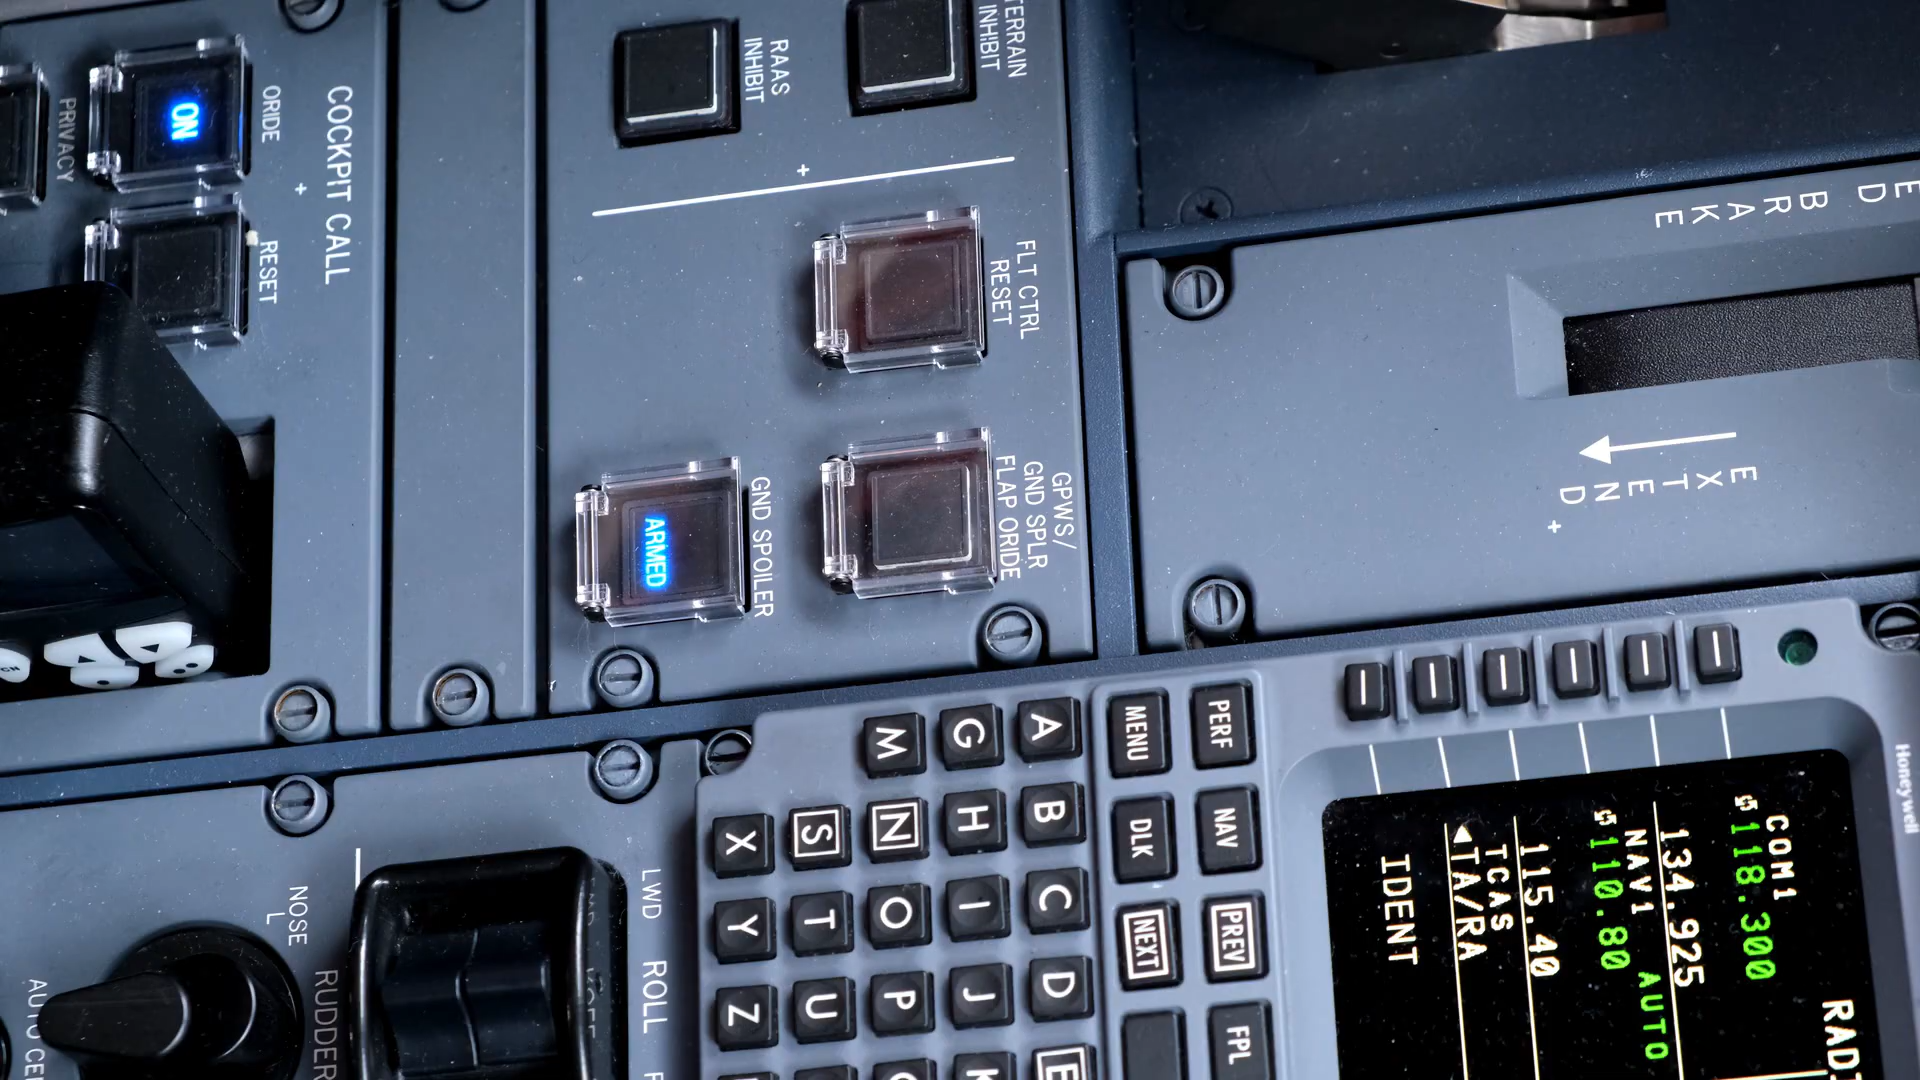 TERRAIN
INHIBIT
RAAS
INHIBIT
FLT CTRL
RESET
GPWS/
GND SPLR
FLAP ORIDE
GND SPOILER
ARMED
COCKPIT CALL
ORIDE
ON
RESET
PRIVACY
ED BRAKE
EXTEND
Honeywell
COM1
118.300
134.925
NAV1 AUTO
110.80
115.40
TCAS
◀TA/RA
IDENT
PERF
NAV
PREV
FPL
MENU
DLK
NEXT
A
B
C
D
E
G
H
I
J
K
M
N
O
P
S
T
U
X
Y
Z
LWD
ROLL
NOSE
L
RUDDER
AUTO